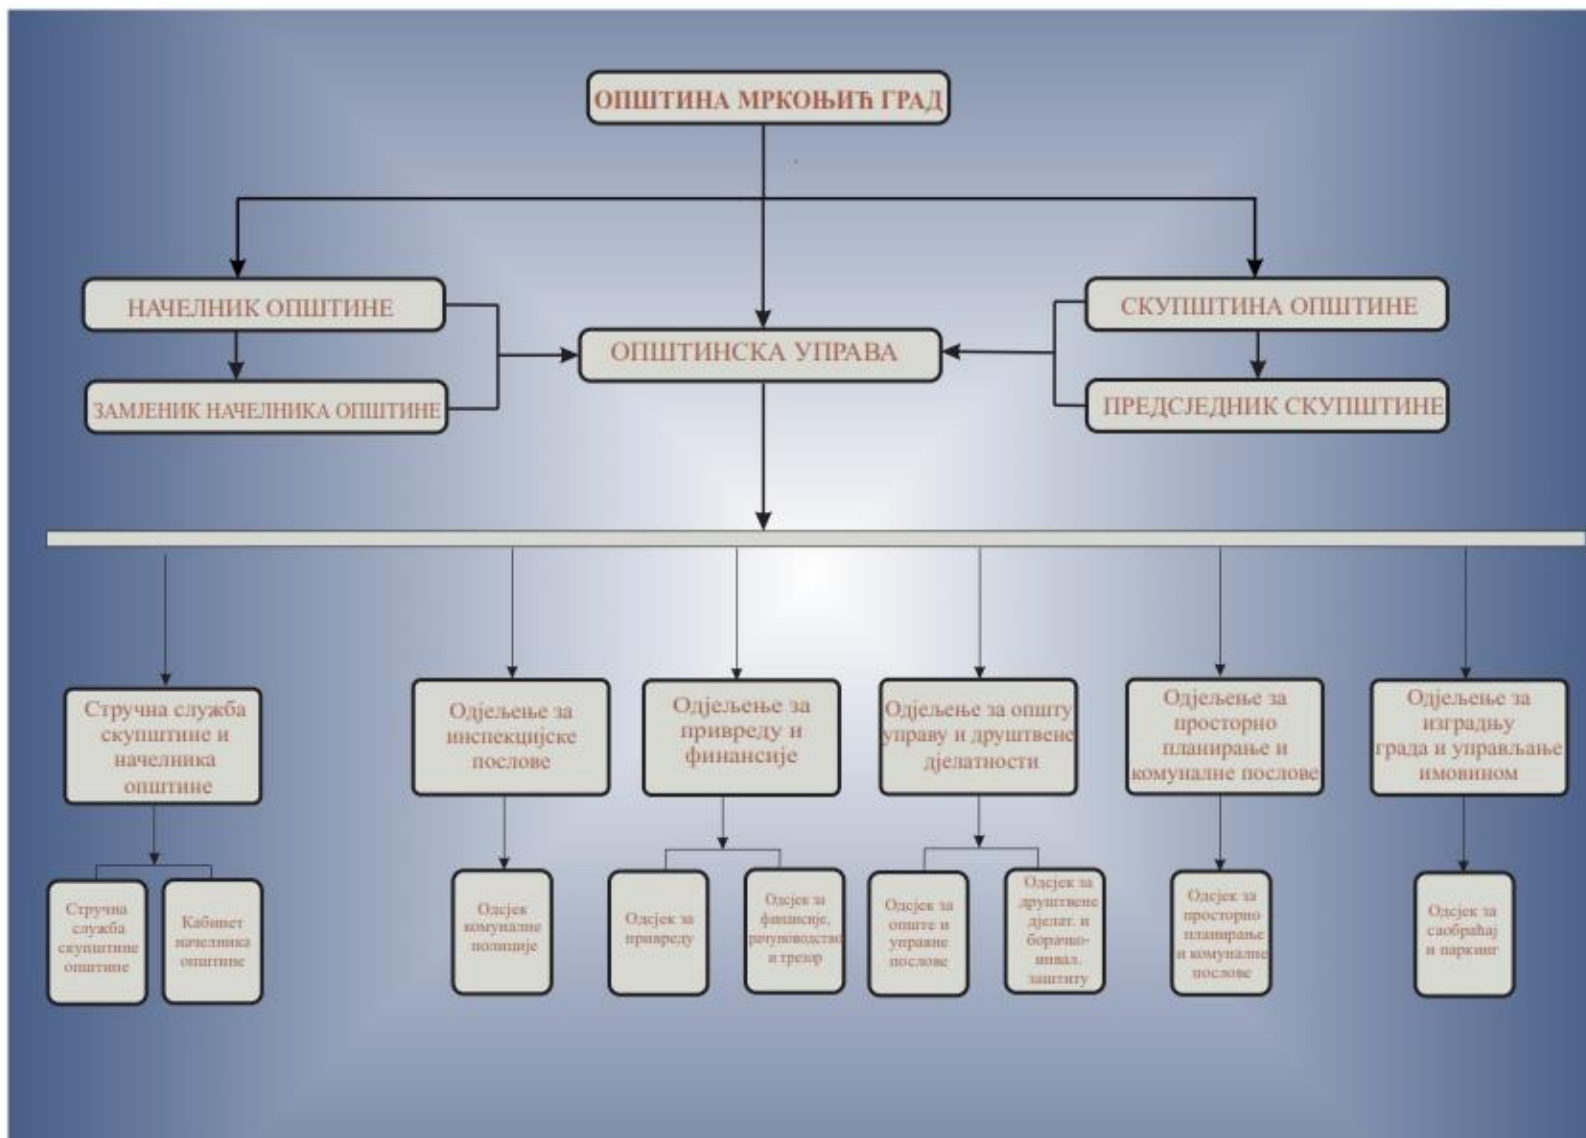 ОПШТИНА МРКОЊИЋ ГРАД
НАЧЕЛНИК ОПШТИНЕ
СКУПШТИНА ОПШТИНЕ
ОПШТИНСКА УПРАВА
ЗАМЈЕНИК НАЧЕЛНИКА ОПШТИНЕ
ПРЕДСЈЕДНИК СКУПШТИНЕ
Стручна служба
скупштине и
начелника
општине
Одјељење за
инспекцијске
послове
Одјељење за
привреду и
финансије
Одјељење за општу
управу и друштвене
дјелатности
Одјељење за
просторно
планирање и
комуналне послове
Одјељење за
изградњу
града и управљање
имовином
Стручна
служба
скупштине
општине
Кабинет
начелника
општине
Одсјек
комуналне
полиције
Одсјек за
привреду
Одсјек за
финансије,
рачуноводство
и трезор
Одсјек за
опште и
управне
послове
Одсјек за
друштвене
дјелат. и
борачко-
инвал.
заштиту
Одсјек за
просторно
планирање
и комуналне
послове
Одсјек за
саобраћај
и паркинг